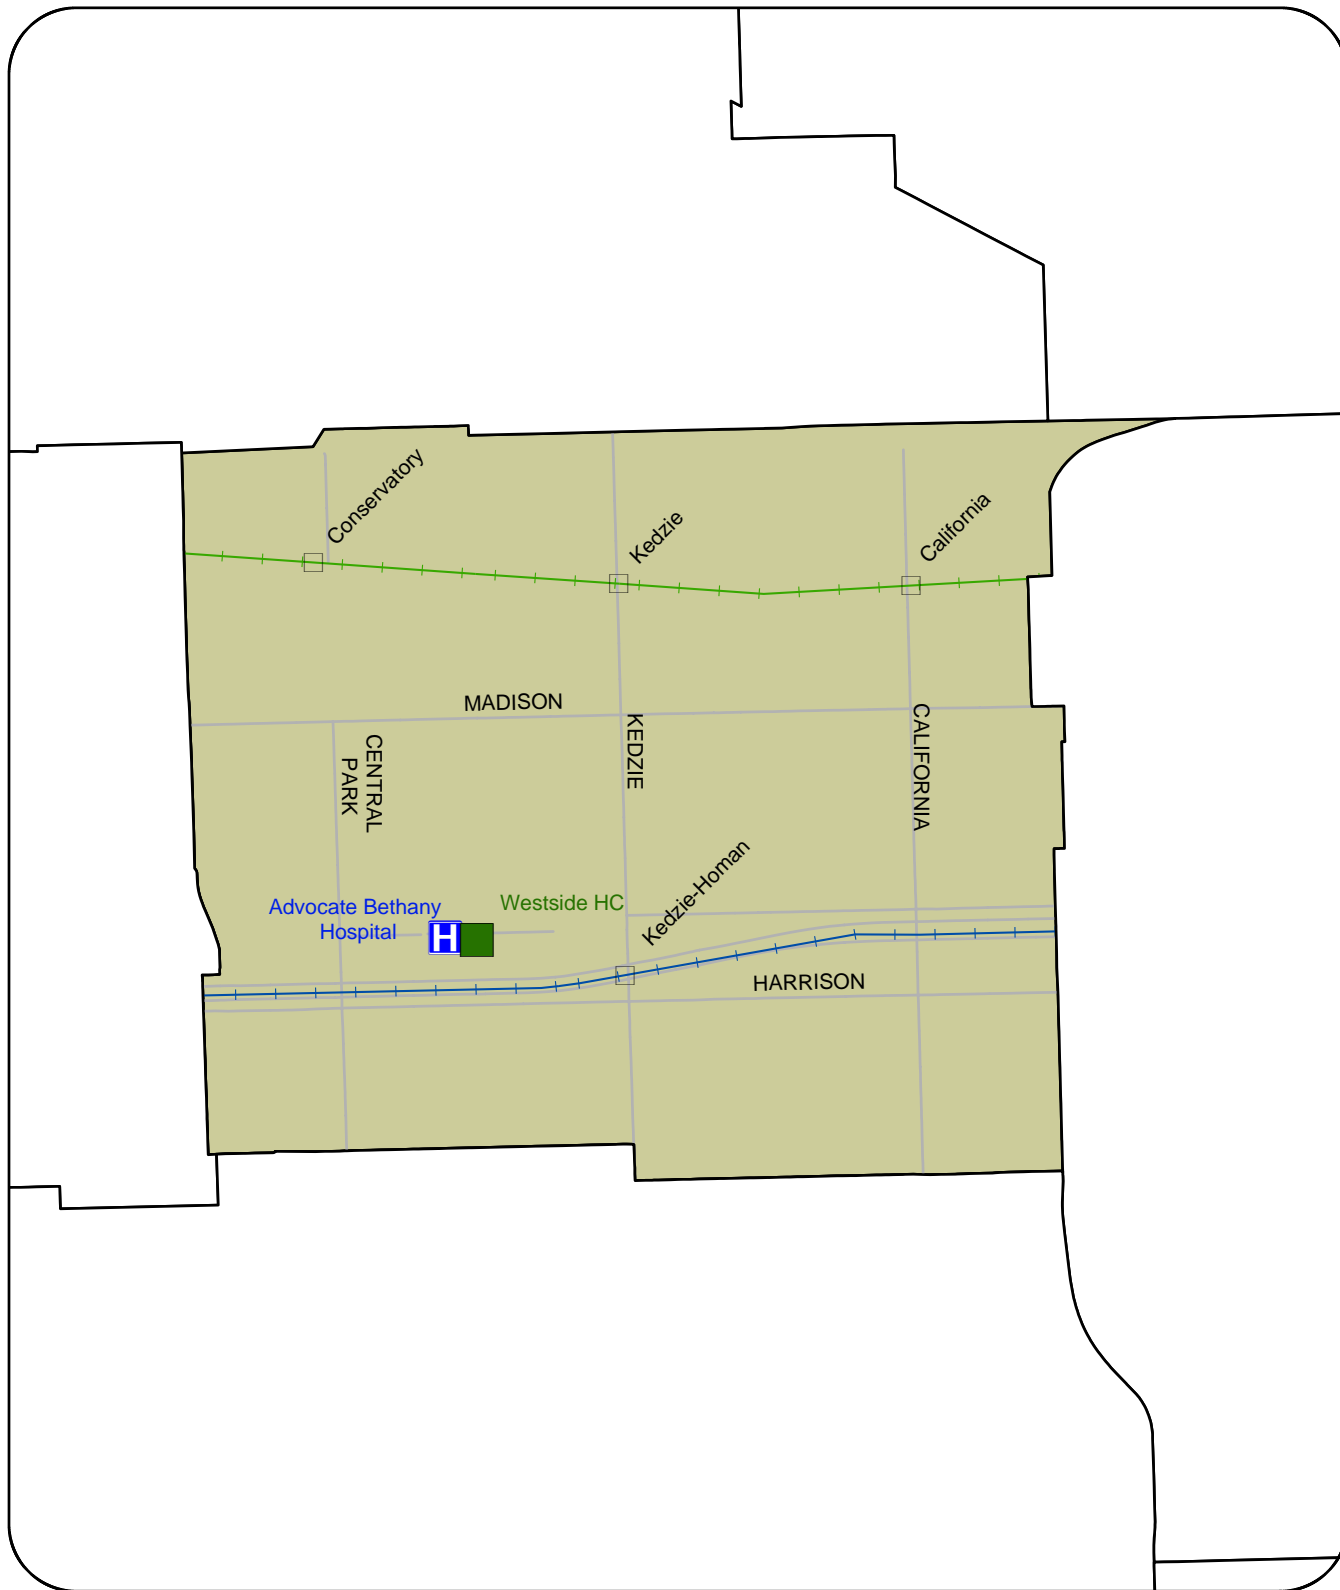 Conservatory
Kedzie
California
MADISON
KEDZIE
CALIFORNIA
CENTRAL
PARK
Kedzie-Homan
Advocate Bethany
Hospital
Westside HC
H
HARRISON